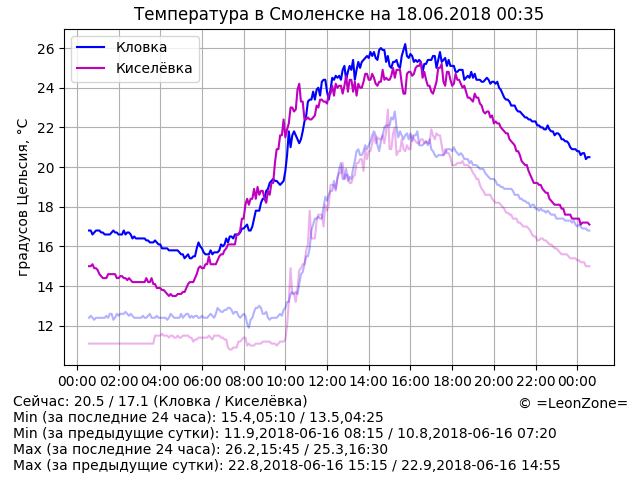 Температура в Смоленске на 18.06.2018 00:35
градусов Цельсия, °C
26
24
22
20
18
16
14
12
Кловка
Киселёвка
00:00 02:00 04:00 06:00 08:00 10:00 12:00 14:00 16:00 18:00 20:00 22:00 00:00
Сейчас: 20.5 / 17.1 (Кловка / Киселёвка)
© =LeonZone=
Min (за последние 24 часа): 15.4,05:10 / 13.5,04:25
Min (за предыдущие сутки): 11.9,2018-06-16 08:15 / 10.8,2018-06-16 07:20
Max (за последние 24 часа): 26.2,15:45 / 25.3,16:30
Max (за предыдущие сутки): 22.8,2018-06-16 15:15 / 22.9,2018-06-16 14:55